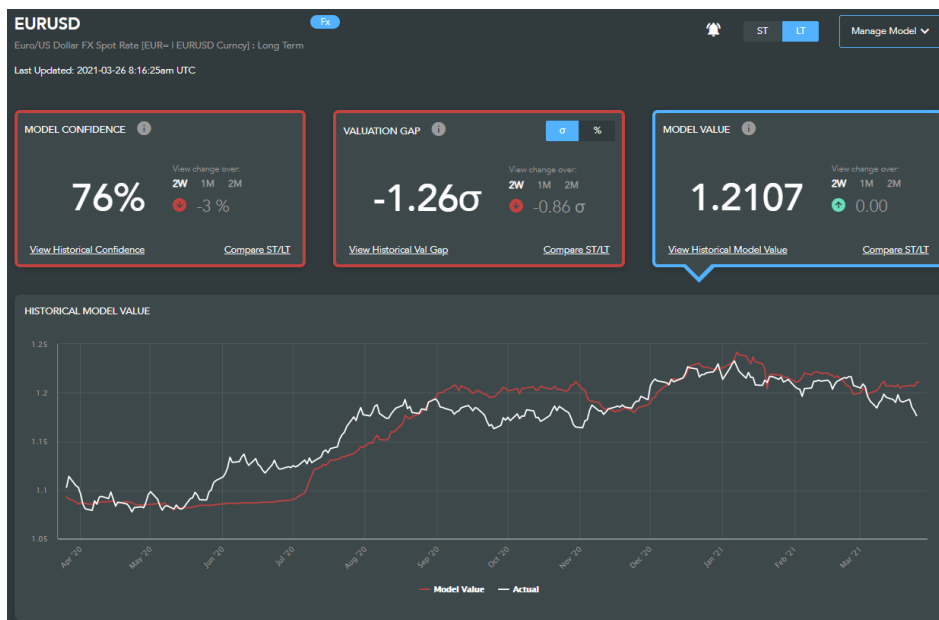 EURUSD Fx
Euro/US Dollar FX Spot Rate [EUR= | EURUSD Curncy] : Long Term
ST LT Manage Model
Last Updated: 2021-03-26 8:16:25am UTC
MODEL CONFIDENCE i
View change over:
2W 1M 2M
76%
-3 %
View Historical Confidence Compare ST/LT
VALUATION GAP i σ %
View change over:
2W 1M 2M
-1.26σ
-0.86 σ
View Historical Val Gap Compare ST/LT
MODEL VALUE i
View change over:
2W 1M 2M
1.2107
0.00
View Historical Model Value Compare ST/LT
HISTORICAL MODEL VALUE
1.25
1.2
1.15
1.1
1.05
Apr '20 May '20 Jun '20 Jul '20 Aug '20 Sep '20 Oct '20 Nov '20 Dec '20 Jan '21 Feb '21 Mar '21
Model Value Actual